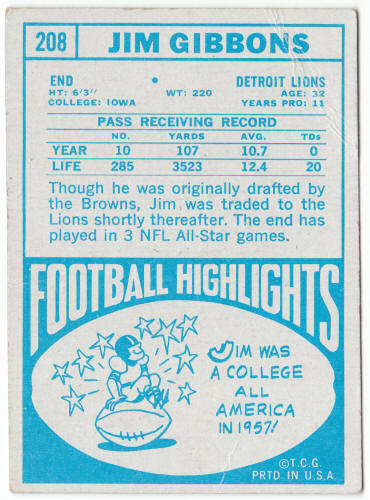 208 JIM GIBBONS
END • DETROIT LIONS
HT: 6'3" WT: 220 AGE: 32
COLLEGE: IOWA YEARS PRO: 11
PASS RECEIVING RECORD
NO. YARDS AVG. TDs
YEAR 10 107 10.7 0
LIFE 285 3523 12.4 20
Though he was originally drafted
by the Browns, Jim was traded to the
Lions shortly thereafter. The end has
played in 3 NFL All-Star games.
FOOTBALL HIGHLIGHTS
JIM WAS
A COLLEGE
ALL
AMERICA
IN 1957!
©T.C.G.
PRTD IN U.S.A.